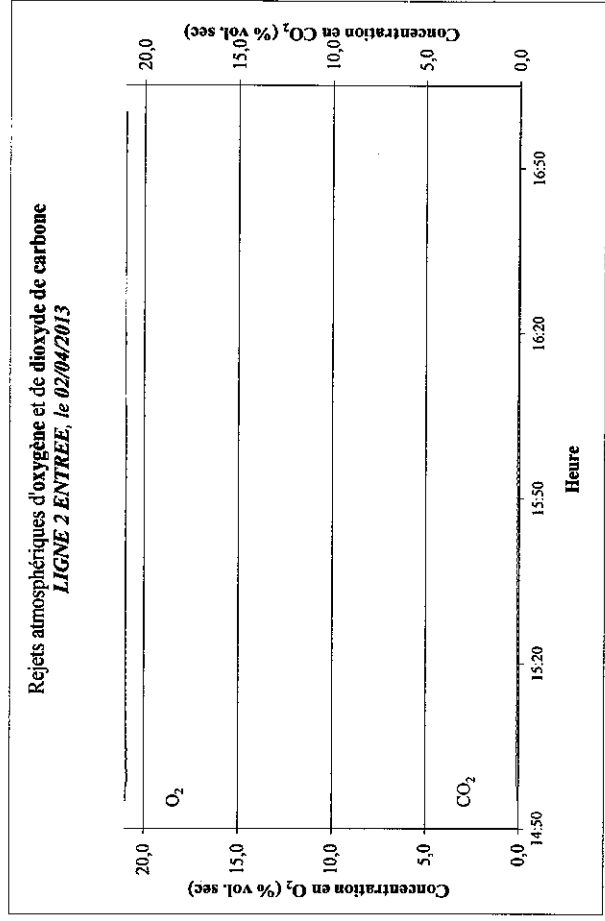 Rejets atmosphériques d'oxygène et de dioxyde de carbone
LIGNE 2 ENTREE, le 02/04/2013
Concentration en O₂ (% vol. sec)
20,0
15,0
10,0
5,0
0,0
O₂
CO₂
Concentration en CO₂ (% vol. sec)
20,0
15,0
10,0
5,0
0,0
14:50
15:20
15:50
16:20
16:50
Heure